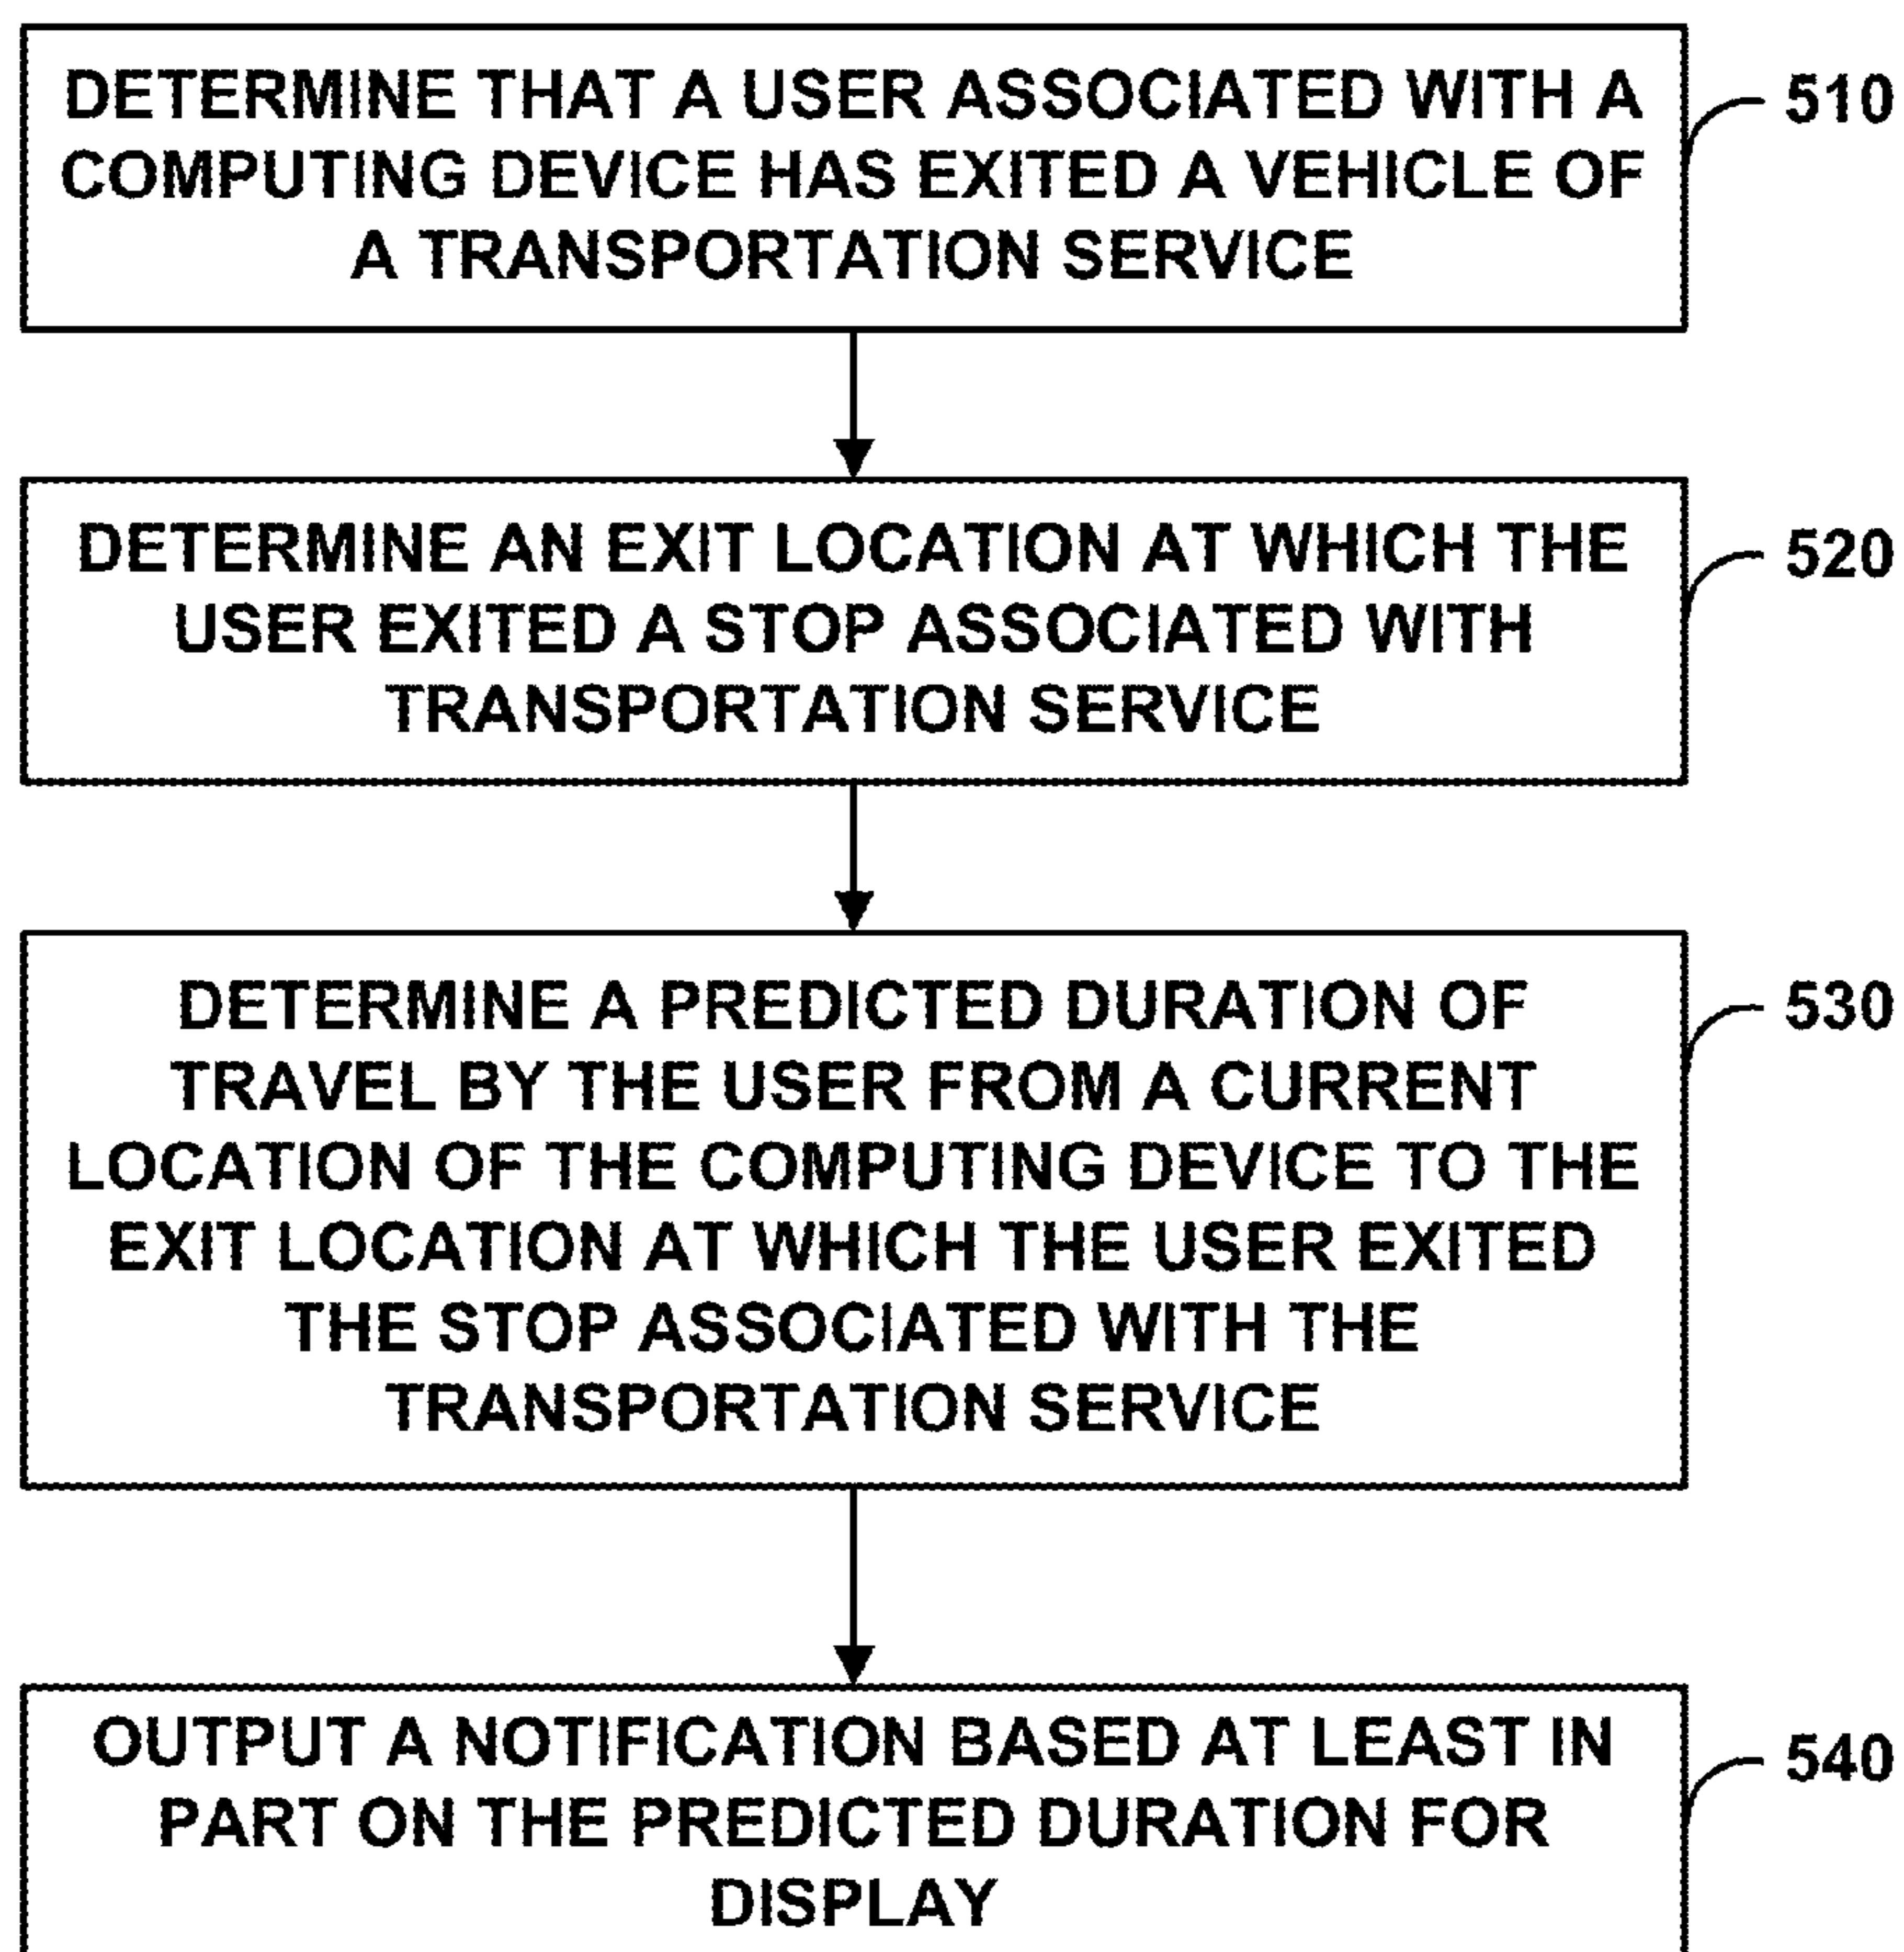 DETERMINE THAT A USER ASSOCIATED WITH A
COMPUTING DEVICE HAS EXITED A VEHICLE OF
A TRANSPORTATION SERVICE
510
DETERMINE AN EXIT LOCATION AT WHICH THE
USER EXITED A STOP ASSOCIATED WITH
TRANSPORTATION SERVICE
520
DETERMINE A PREDICTED DURATION OF
TRAVEL BY THE USER FROM A CURRENT
LOCATION OF THE COMPUTING DEVICE TO THE
EXIT LOCATION AT WHICH THE USER EXITED
THE STOP ASSOCIATED WITH THE
TRANSPORTATION SERVICE
530
OUTPUT A NOTIFICATION BASED AT LEAST IN
PART ON THE PREDICTED DURATION FOR
DISPLAY
540